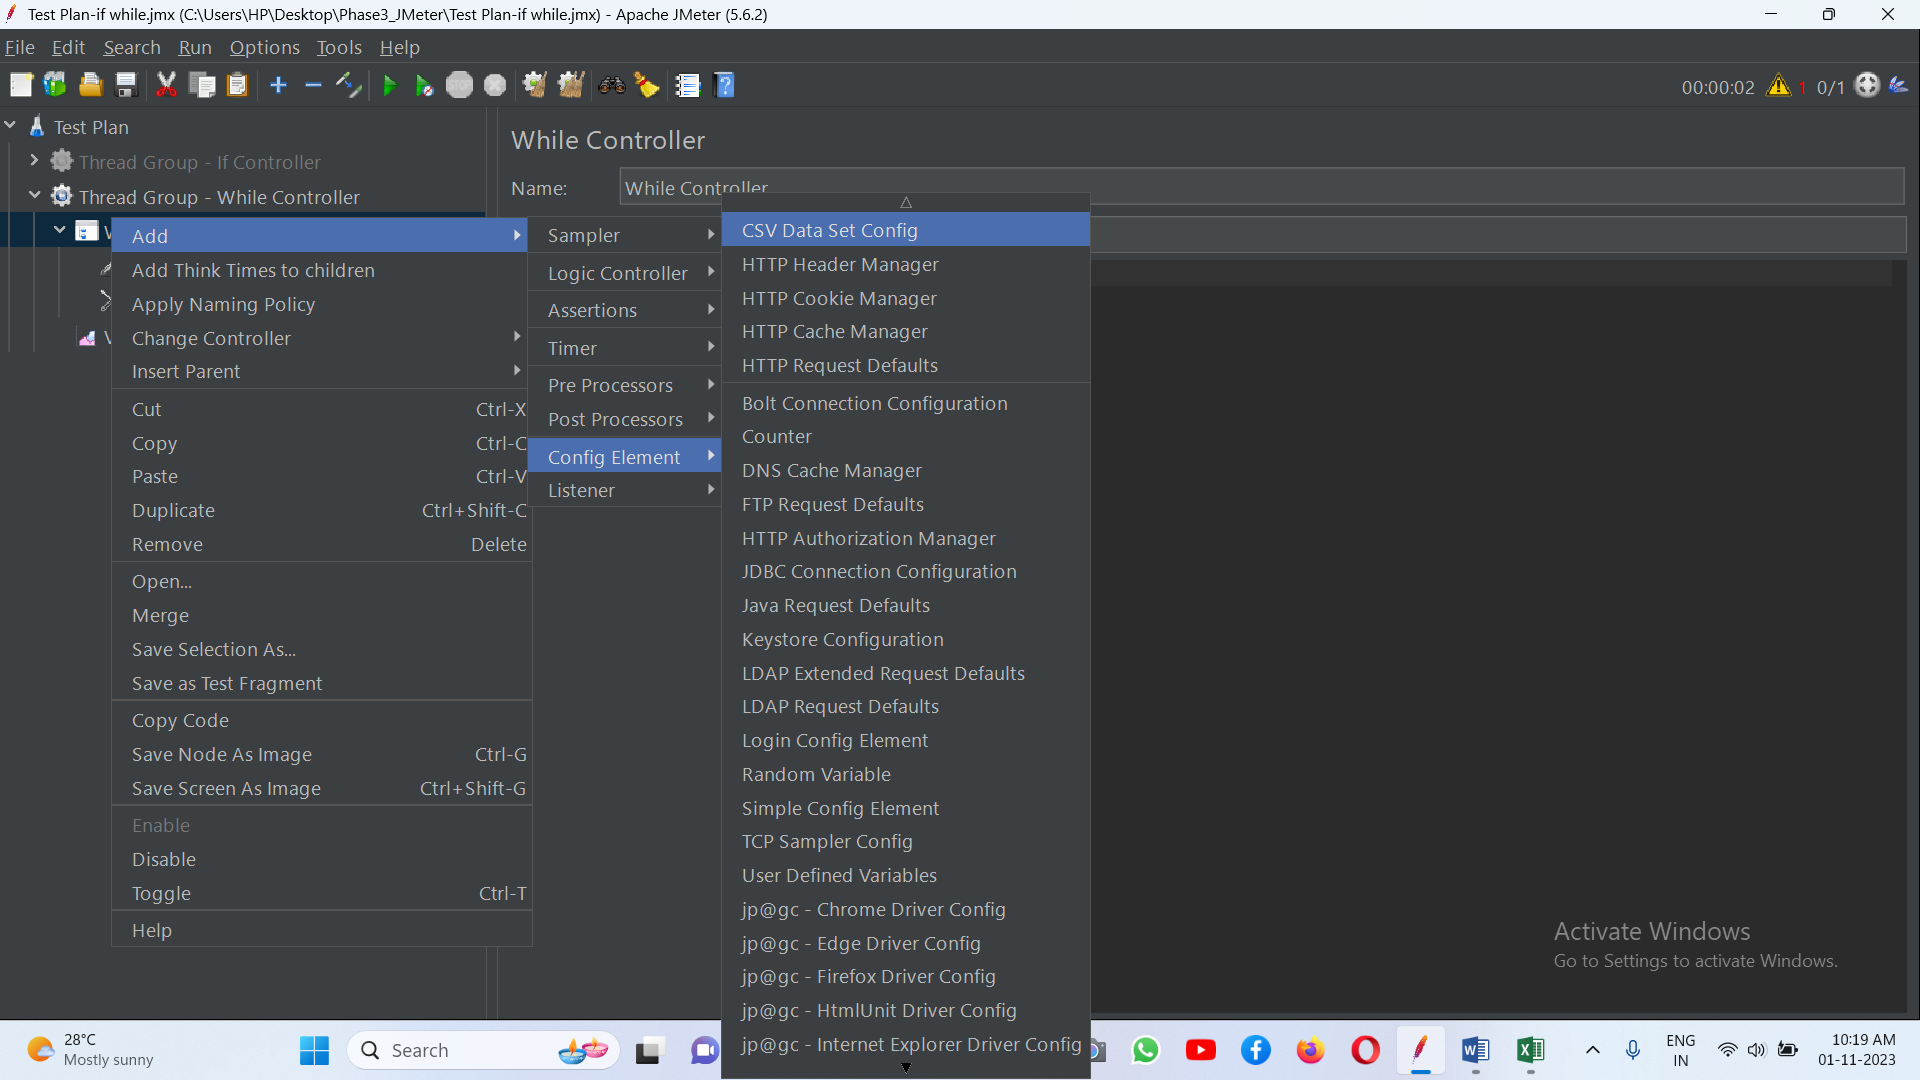 Test Plan-if while.jmx (C:\Users\HP\Desktop\Phase3_JMeter\Test Plan-if while.jmx) - Apache JMeter (5.6.2)
File Edit Search Run Options Tools Help
STOP
00:00:02 1 0/1
Test Plan
Thread Group - If Controller
Thread Group - While Controller
While Controller
Name: While Controller
Add
Add Think Times to children
Apply Naming Policy
Change Controller
Insert Parent
Cut Ctrl-X
Copy Ctrl-C
Paste Ctrl-V
Duplicate Ctrl+Shift-C
Remove Delete
Open...
Merge
Save Selection As...
Save as Test Fragment
Copy Code
Save Node As Image Ctrl-G
Save Screen As Image Ctrl+Shift-G
Enable
Disable
Toggle Ctrl-T
Help
Sampler
Logic Controller
Assertions
Timer
Pre Processors
Post Processors
Config Element
Listener
CSV Data Set Config
HTTP Header Manager
HTTP Cookie Manager
HTTP Cache Manager
HTTP Request Defaults
Bolt Connection Configuration
Counter
DNS Cache Manager
FTP Request Defaults
HTTP Authorization Manager
JDBC Connection Configuration
Java Request Defaults
Keystore Configuration
LDAP Extended Request Defaults
LDAP Request Defaults
Login Config Element
Random Variable
Simple Config Element
TCP Sampler Config
User Defined Variables
jp@gc - Chrome Driver Config
jp@gc - Edge Driver Config
jp@gc - Firefox Driver Config
jp@gc - HtmlUnit Driver Config
jp@gc - Internet Explorer Driver Config
Activate Windows
Go to Settings to activate Windows.
28°C
Mostly sunny
Search
ENG
IN
10:19 AM
01-11-2023